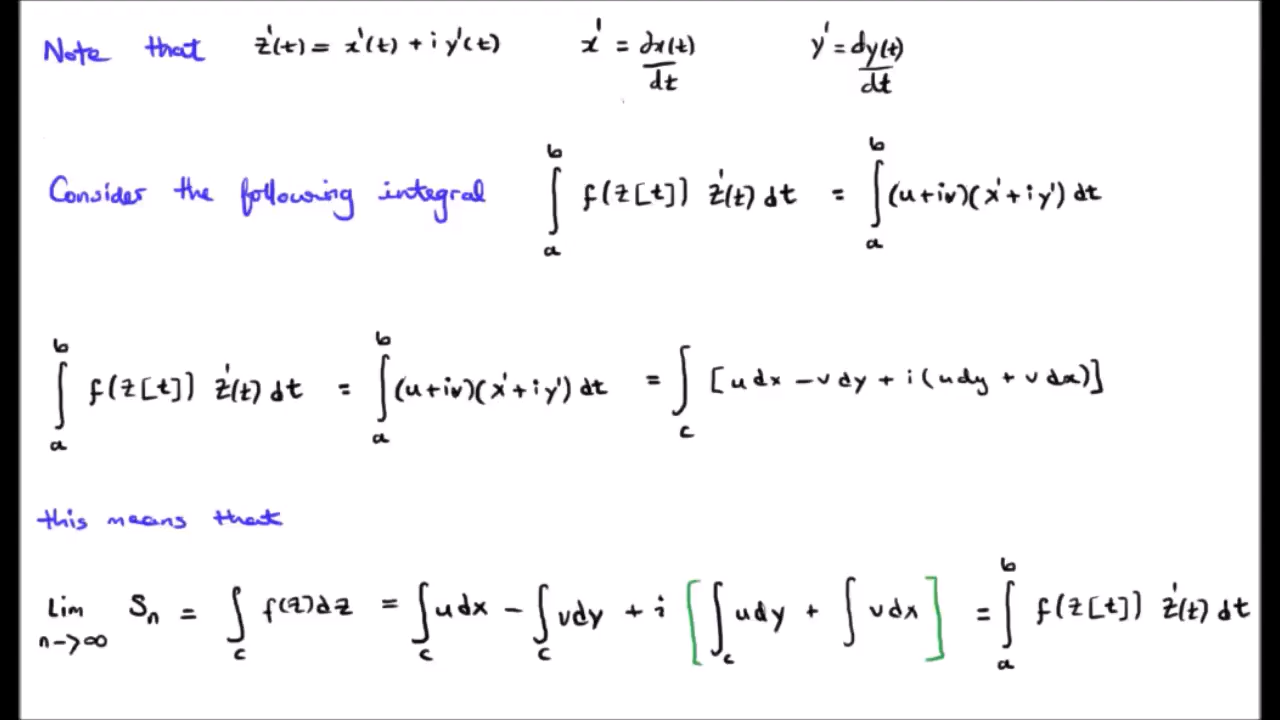 Note that z'(t) = x'(t) + i y'(t) x' = dx(t)/dt y' = dy(t)/dt
Consider the following integral ∫_a^b f(z[t]) z'(t) dt = ∫_a^b (u+iv)(x'+iy') dt
∫_a^b f(z[t]) z'(t) dt = ∫_a^b (u+iv)(x'+iy') dt = ∫_c [u dx - v dy + i(u dy + v dx)]
this means that
Lim_{n->∞} S_n = ∫_c f(z)dz = ∫_c u dx - ∫_c v dy + i [∫_c u dy + ∫ v dx] = ∫_a^b f(z[t]) z'(t) dt